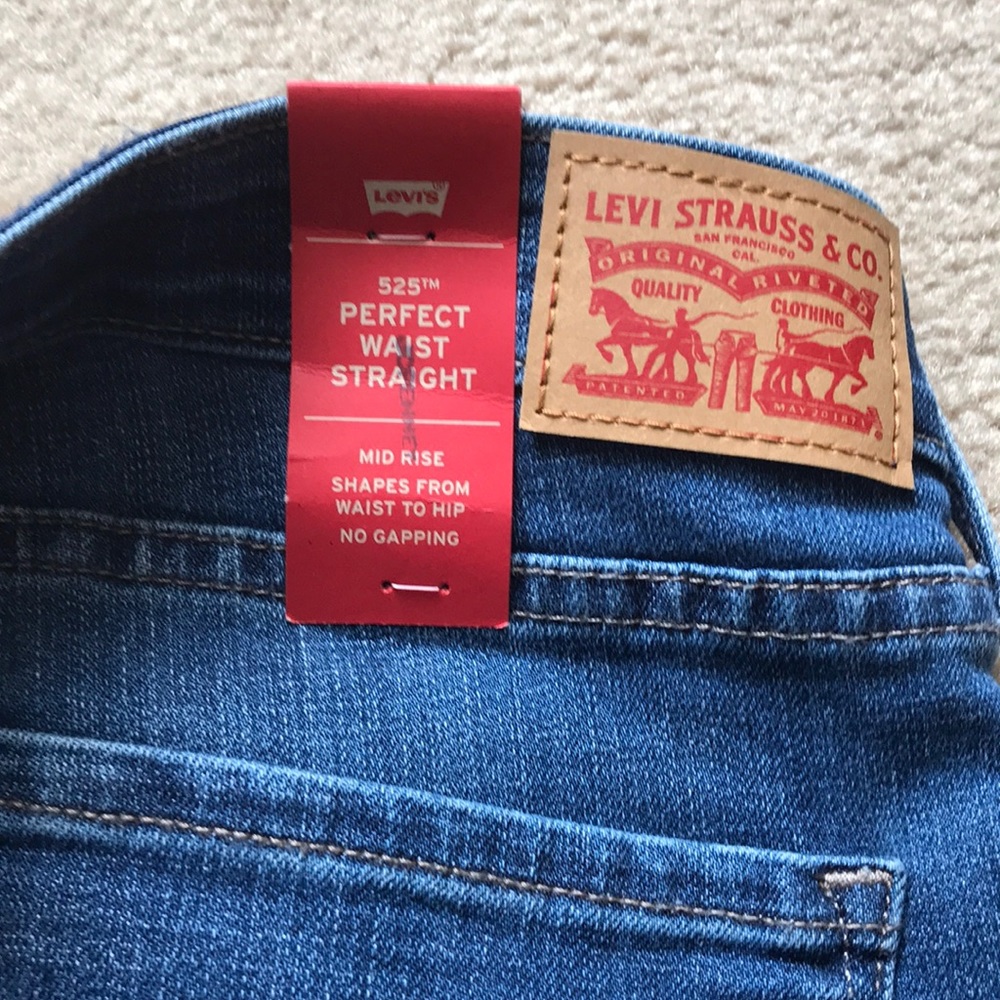 Levi's
525™
PERFECT
WAIST
STRAIGHT
MID RISE
SHAPES FROM
WAIST TO HIP
NO GAPPING
LEVI STRAUSS & CO.
SAN FRANCISCO
CAL.
ORIGINAL RIVETED
QUALITY CLOTHING
PATENTED MAY 20 1873